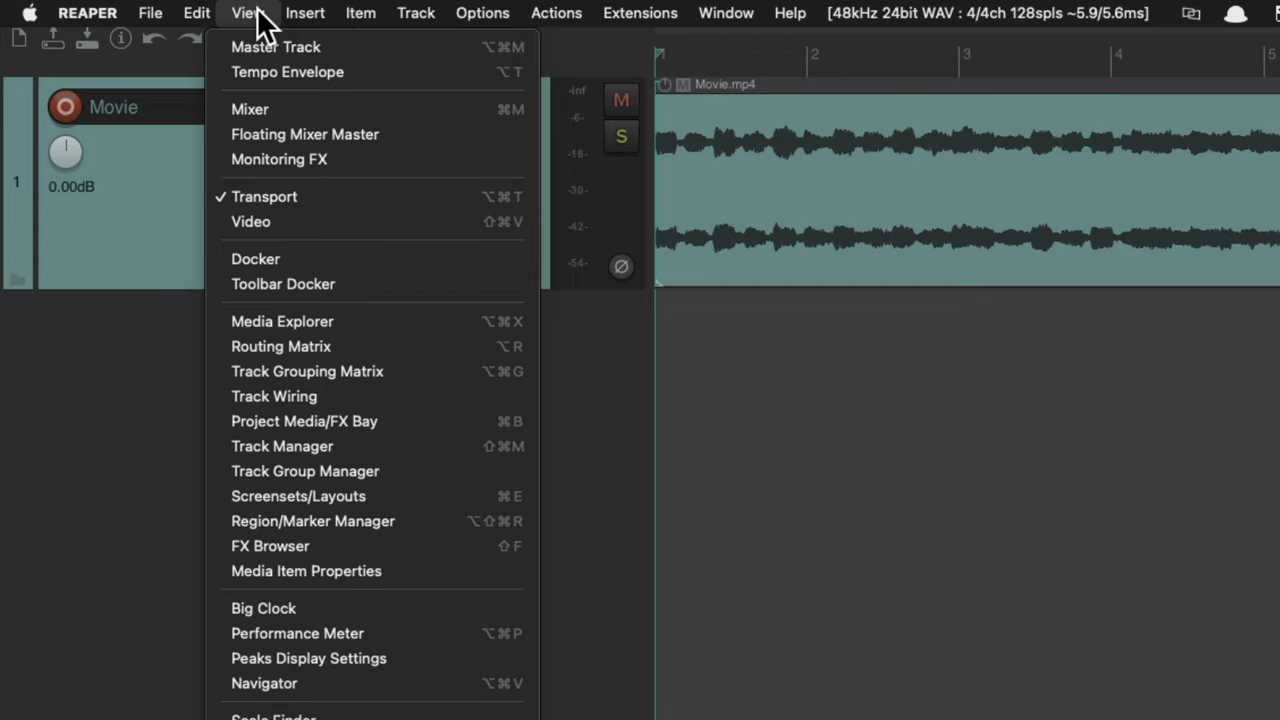 REAPER File Edit View Insert Item Track Options Actions Extensions Window Help [48kHz 24bit WAV : 4/4ch 128spls ~5.9/5.6ms]
Master Track ⌥⌘M
Tempo Envelope ⌥T
Mixer ⌘M
Floating Mixer Master
Monitoring FX
✓ Transport ⌥⌘T
Video ⇧⌘V
Docker
Toolbar Docker
Media Explorer ⌥⌘X
Routing Matrix ⌥R
Track Grouping Matrix ⌥⌘G
Track Wiring
Project Media/FX Bay ⌘B
Track Manager ⇧⌘M
Track Group Manager
Screensets/Layouts ⌘E
Region/Marker Manager ⌥⇧⌘R
FX Browser ⇧F
Media Item Properties
Big Clock
Performance Meter ⌥⌘P
Peaks Display Settings
Navigator ⌥⌘V
Scale Finder
1
Movie
0.00dB
-inf
-6-
-18-
-30-
-42-
-54-
M
S
2 3 4 5
M Movie.mp4